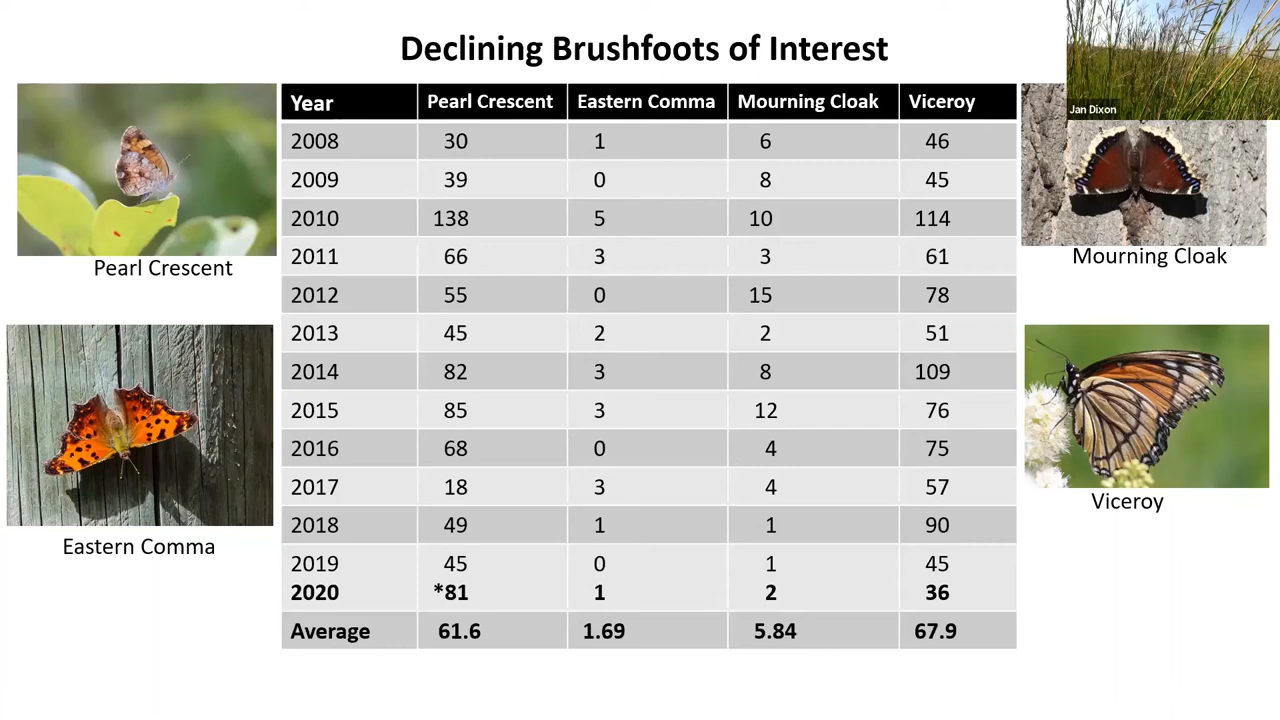 Declining Brushfoots of Interest
Jan Dixon
Year Pearl Crescent Eastern Comma Mourning Cloak Viceroy
2008 30 1 6 46
2009 39 0 8 45
2010 138 5 10 114
2011 66 3 3 61
2012 55 0 15 78
2013 45 2 2 51
2014 82 3 8 109
2015 85 3 12 76
2016 68 0 4 75
2017 18 3 4 57
2018 49 1 1 90
2019 45 0 1 45
2020 *81 1 2 36
Average 61.6 1.69 5.84 67.9
Pearl Crescent
Mourning Cloak
Eastern Comma
Viceroy